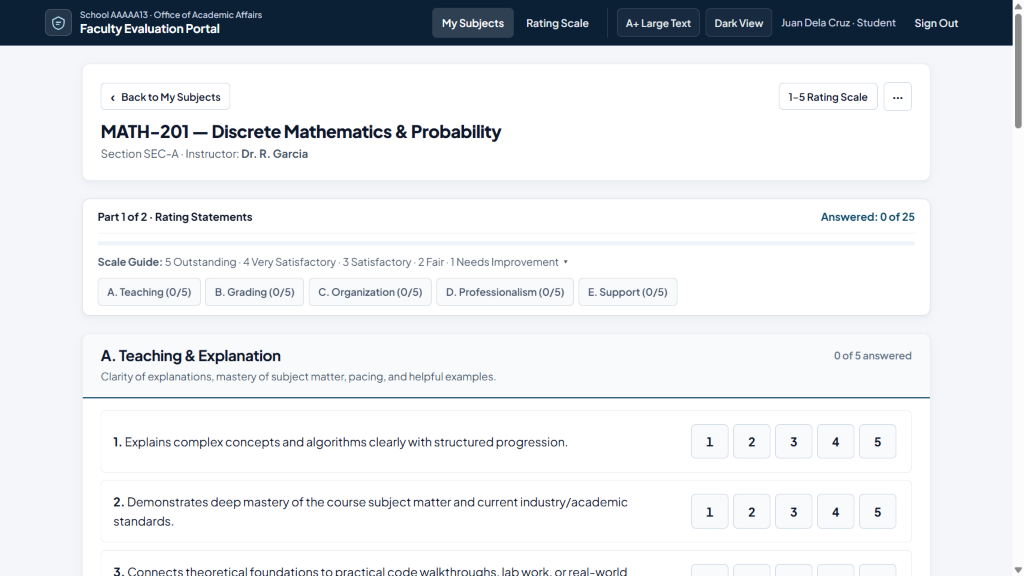 School AAAAA13 · Office of Academic Affairs
Faculty Evaluation Portal
My Subjects
Rating Scale
A+ Large Text
Dark View
Juan Dela Cruz · Student
Sign Out
‹ Back to My Subjects
1–5 Rating Scale
···
MATH-201 — Discrete Mathematics & Probability
Section SEC-A · Instructor: Dr. R. Garcia
Part 1 of 2 · Rating Statements
Answered: 0 of 25
Scale Guide: 5 Outstanding · 4 Very Satisfactory · 3 Satisfactory · 2 Fair · 1 Needs Improvement ▾
A. Teaching (0/5)
B. Grading (0/5)
C. Organization (0/5)
D. Professionalism (0/5)
E. Support (0/5)
A. Teaching & Explanation
0 of 5 answered
Clarity of explanations, mastery of subject matter, pacing, and helpful examples.
1. Explains complex concepts and algorithms clearly with structured progression.
1 2 3 4 5
2. Demonstrates deep mastery of the course subject matter and current industry/academic
standards.
1 2 3 4 5
3. Connects theoretical foundations to practical code walkthroughs, lab work, or real-world